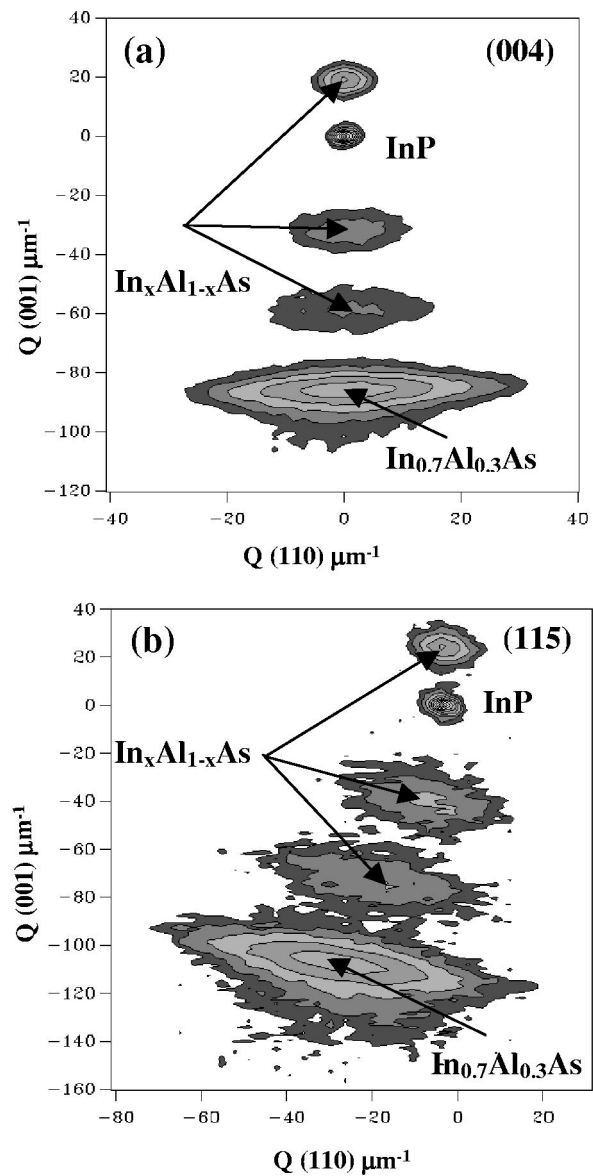 (a)
(004)
40
20
0
−20
−40
−60
−80
−100
−120
Q (001) μm⁻¹
InP
InₓAl₁₋ₓAs
In₀.₇Al₀.₃As
−40
−20
0
20
40
Q (110) μm⁻¹
(b)
(115)
40
20
0
−20
−40
−60
−80
−100
−120
−140
−160
Q (001) μm⁻¹
InP
InₓAl₁₋ₓAs
In₀.₇Al₀.₃As
−80
−60
−40
−20
0
20
Q (110) μm⁻¹